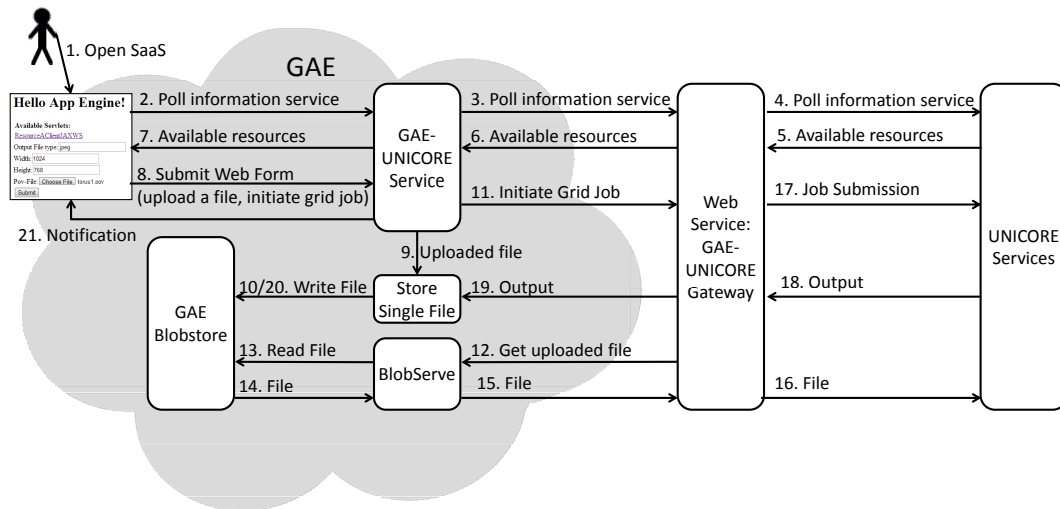 1. Open SaaS
GAE
Hello App Engine!
Available Servlets:
ResourceAClientJAXWS
Output File type: jpeg
Width: 1024
Height: 768
Pov-File: Choose File torus1.pov
Submit
2. Poll information service
7. Available resources
8. Submit Web Form
(upload a file, initiate grid job)
21. Notification
GAE-
UNICORE
Service
3. Poll information service
6. Available resources
11. Initiate Grid Job
4. Poll information service
5. Available resources
17. Job Submission
Web
Service:
GAE-
UNICORE
Gateway
UNICORE
Services
9. Uploaded file
10/20. Write File
Store
Single File
19. Output
18. Output
GAE
Blobstore
13. Read File
14. File
BlobServe
12. Get uploaded file
15. File
16. File